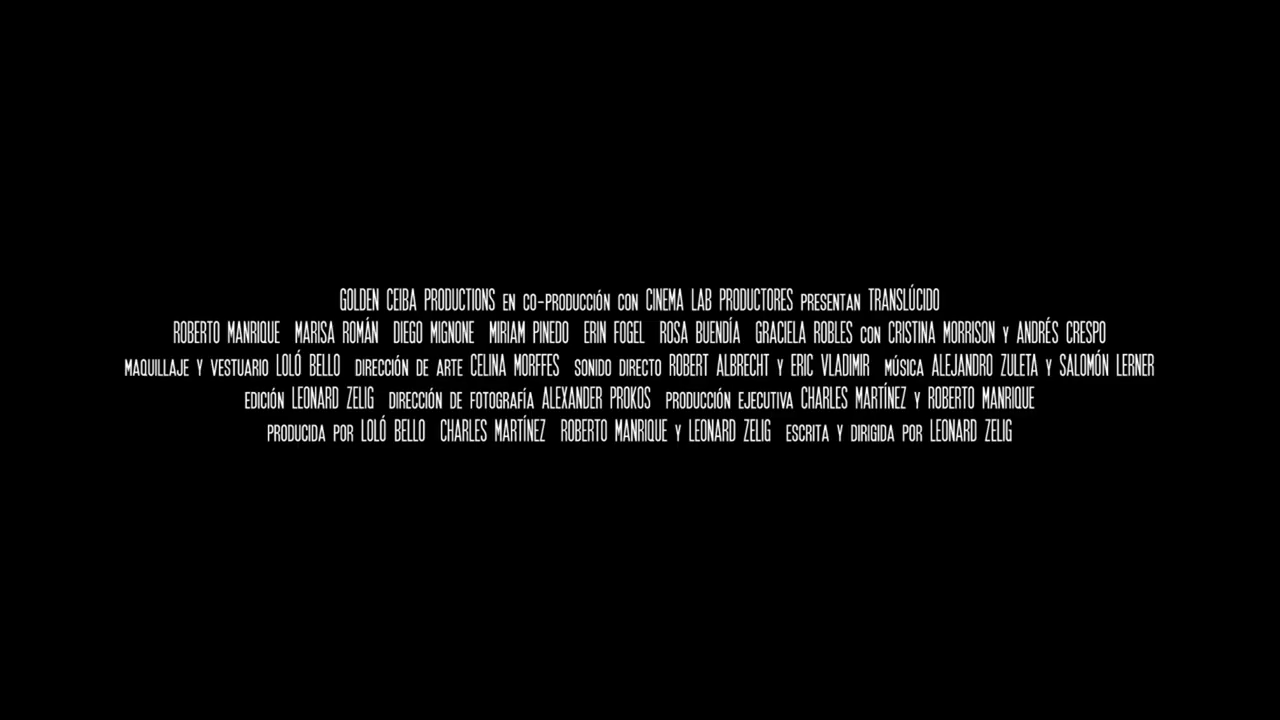 GOLDEN CEIBA PRODUCTIONS EN CO-PRODUCCIÓN CON CINEMA LAB PRODUCTORES PRESENTAN TRANSLÚCIDO
ROBERTO MANRIQUE MARISA ROMÁN DIEGO MIGNONE MIRIAM PINEDO ERIN FOGEL ROSA BUENDÍA GRACIELA ROBLES CON CRISTINA MORRISON Y ANDRÉS CRESPO
MAQUILLAJE Y VESTUARIO LOLÓ BELLO DIRECCIÓN DE ARTE CELINA MORFFES SONIDO DIRECTO ROBERT ALBRECHT Y ERIC VLADIMIR MÚSICA ALEJANDRO ZULETA Y SALOMÓN LERNER
EDICIÓN LEONARD ZELIG DIRECCIÓN DE FOTOGRAFÍA ALEXANDER PROKOS PRODUCCIÓN EJECUTIVA CHARLES MARTÍNEZ Y ROBERTO MANRIQUE
PRODUCIDA POR LOLÓ BELLO CHARLES MARTÍNEZ ROBERTO MANRIQUE Y LEONARD ZELIG ESCRITA Y DIRIGIDA POR LEONARD ZELIG